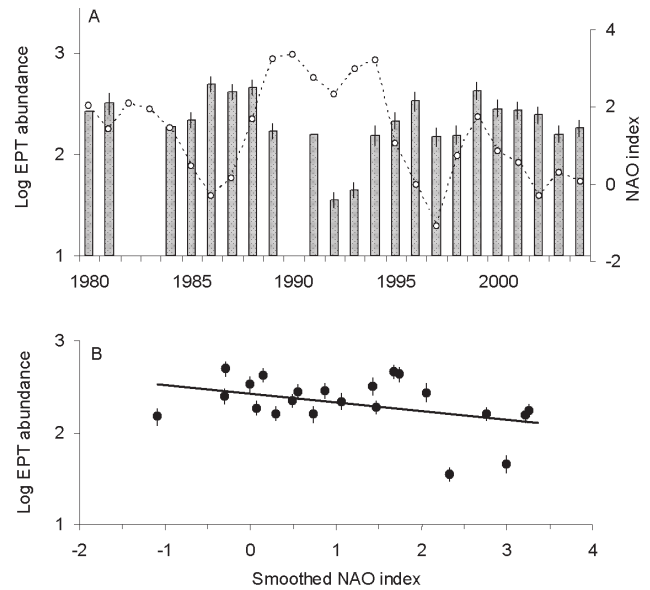 A
Log EPT abundance
3
2
1
NAO index
4
2
0
-2
1980 1985 1990 1995 2000
B
Log EPT abundance
3
2
1
-2 -1 0 1 2 3 4
Smoothed NAO index